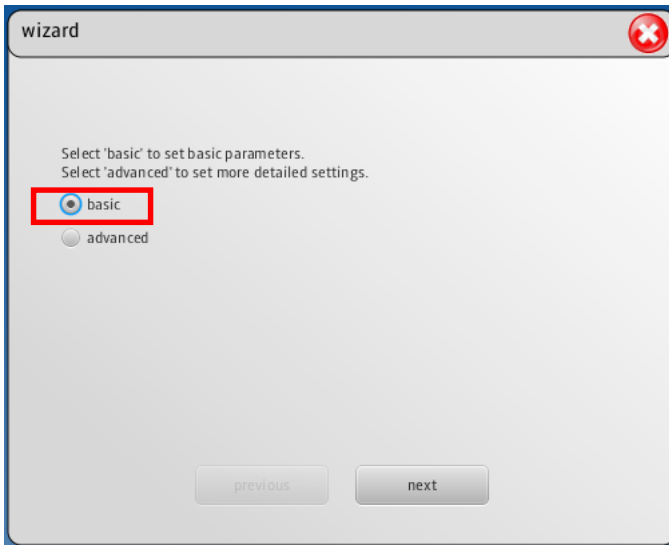 wizard
Select 'basic' to set basic parameters.
Select 'advanced' to set more detailed settings.
basic
advanced
previous
next